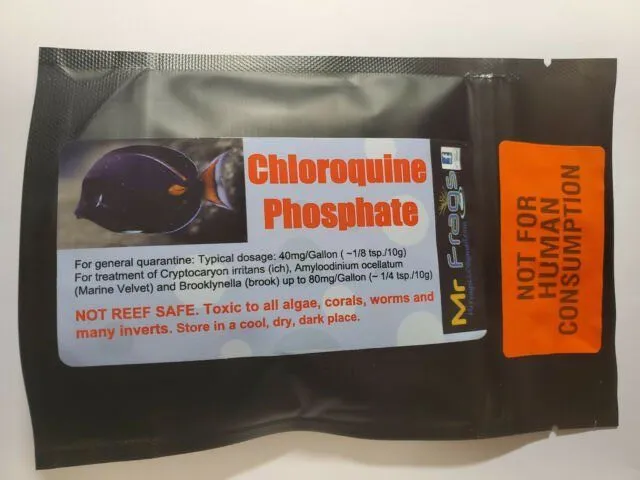 Chloroquine
Phosphate
For general quarantine: Typical dosage: 40mg/Gallon ( ~1/8 tsp./10g)
For treatment of Cryptocaryon irritans (ich), Amyloodinium ocellatum
(Marine Velvet) and Brooklynella (brook) up to 80mg/Gallon (~ 1/4 tsp./10g)
NOT REEF SAFE. Toxic to all algae, corals, worms and
many inverts. Store in a cool, dry, dark place.
Mr Frags
NOT FOR
HUMAN
CONSUMPTION